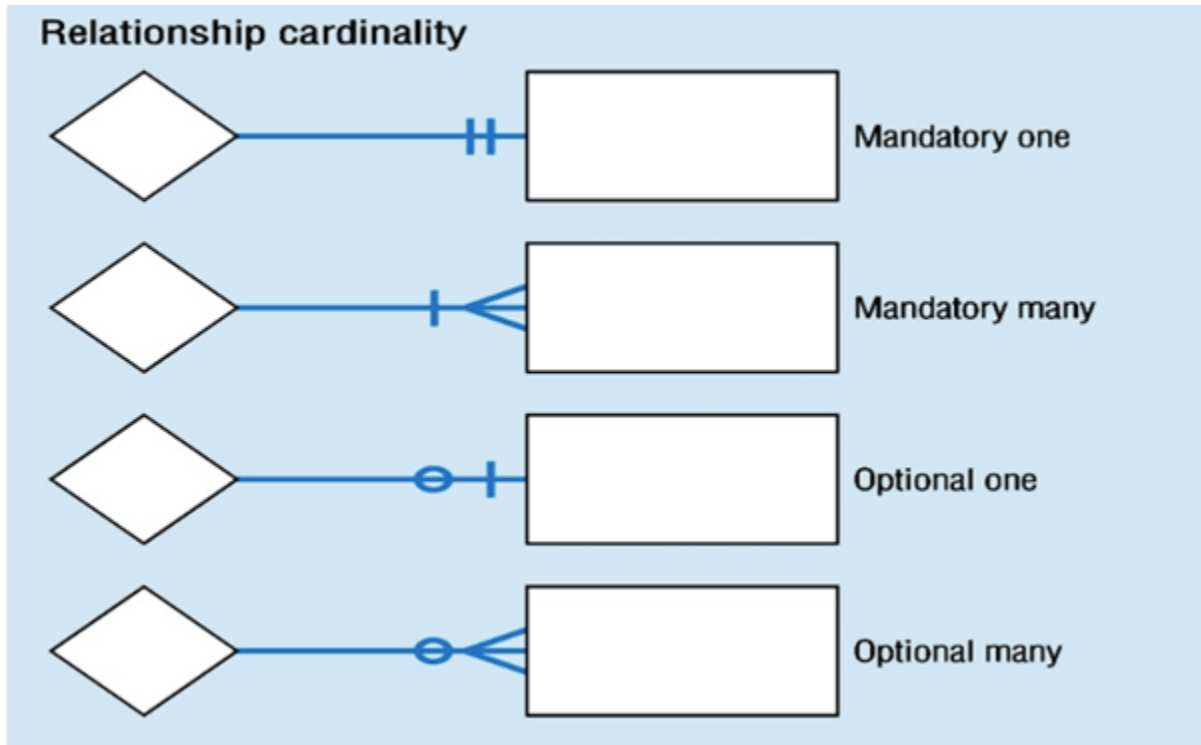 Relationship cardinality
Mandatory one
Mandatory many
Optional one
Optional many